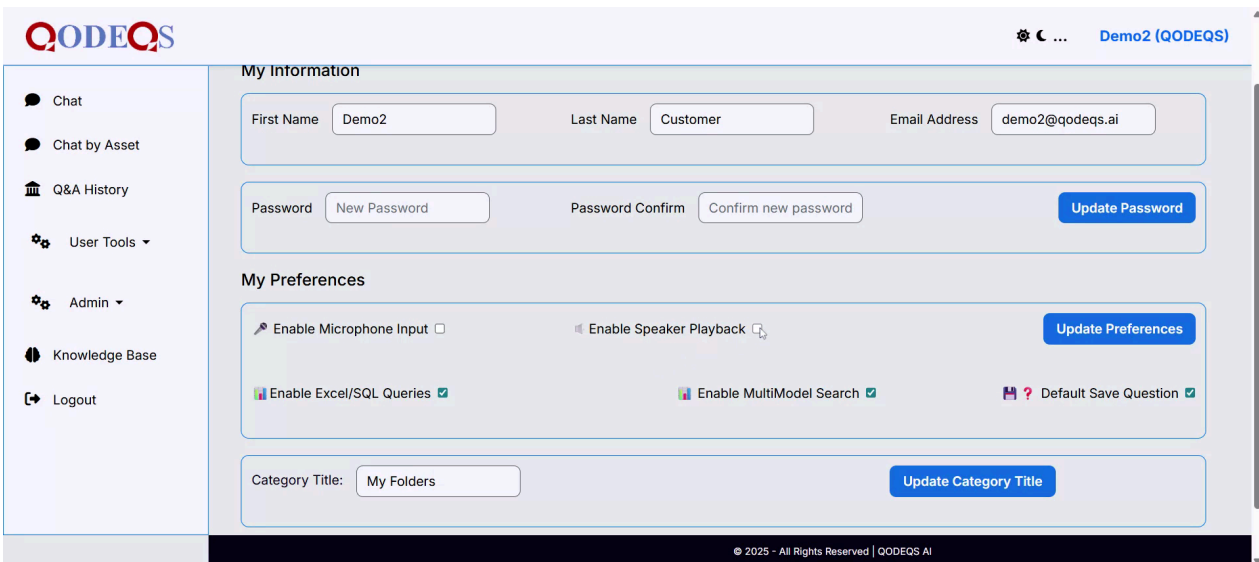 QODEQS
... Demo2 (QODEQS)
Chat
Chat by Asset
Q&A History
User Tools
Admin
Knowledge Base
Logout
My Information
First Name Demo2 Last Name Customer Email Address demo2@qodeqs.ai
Password New Password Password Confirm Confirm new password Update Password
My Preferences
Enable Microphone Input Enable Speaker Playback Update Preferences
Enable Excel/SQL Queries Enable MultiModel Search ❓ Default Save Question
Category Title: My Folders Update Category Title
© 2025 - All Rights Reserved | QODEQS AI